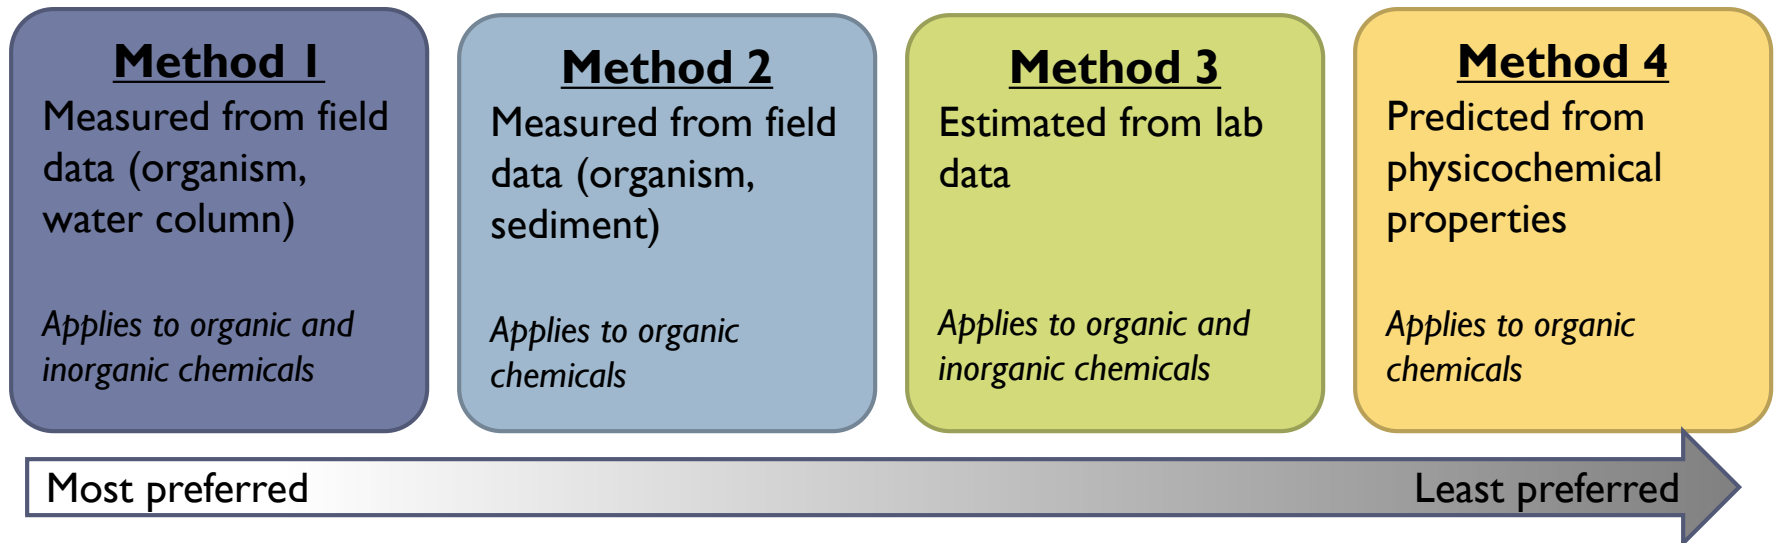 Method 1
Measured from field
data (organism,
water column)
Applies to organic and
inorganic chemicals
Method 2
Measured from field
data (organism,
sediment)
Applies to organic
chemicals
Method 3
Estimated from lab
data
Applies to organic and
inorganic chemicals
Method 4
Predicted from
physicochemical
properties
Applies to organic
chemicals
Most preferred
Least preferred